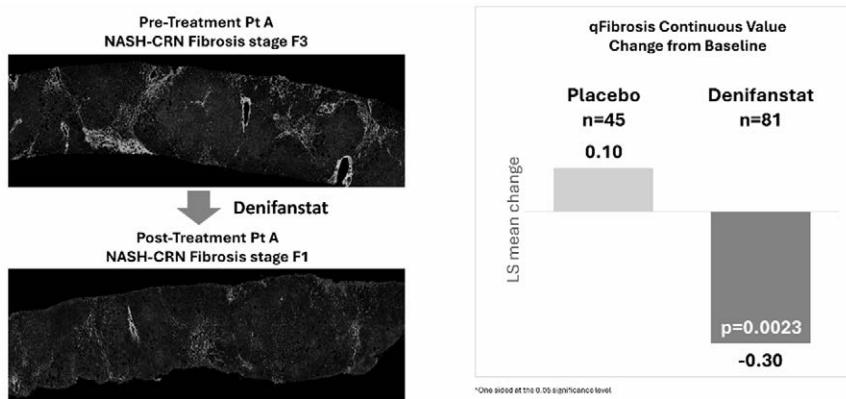 Pre-Treatment Pt A
NASH-CRN Fibrosis stage F3
Denifanstat
Post-Treatment Pt A
NASH-CRN Fibrosis stage F1
qFibrosis Continuous Value
Change from Baseline
Placebo
n=45
Denifanstat
n=81
0.10
LS mean change
p=0.0023
-0.30
*One sided at the 0.05 significance level